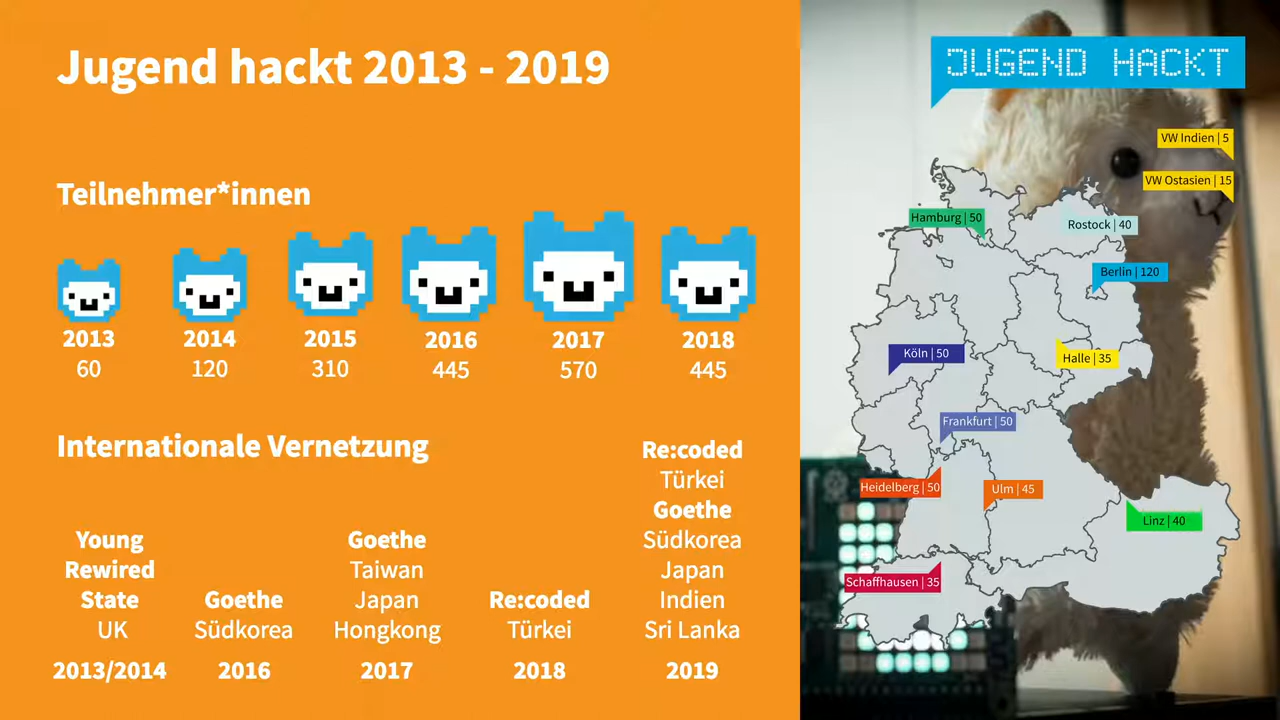 Jugend hackt 2013 - 2019
Teilnehmer*innen
2013
60
2014
120
2015
310
2016
445
2017
570
2018
445
Internationale Vernetzung
Young
Rewired
State
UK
2013/2014
Goethe
Südkorea
2016
Goethe
Taiwan
Japan
Hongkong
2017
Re:coded
Türkei
2018
Re:coded
Türkei
Goethe
Südkorea
Japan
Indien
Sri Lanka
2019
JUGEND HACKT
VW Indien | 5
VW Ostasien | 15
Hamburg | 50
Rostock | 40
Berlin | 120
Köln | 50
Halle | 35
Frankfurt | 50
Heidelberg | 50
Ulm | 45
Linz | 40
Schaffhausen | 35